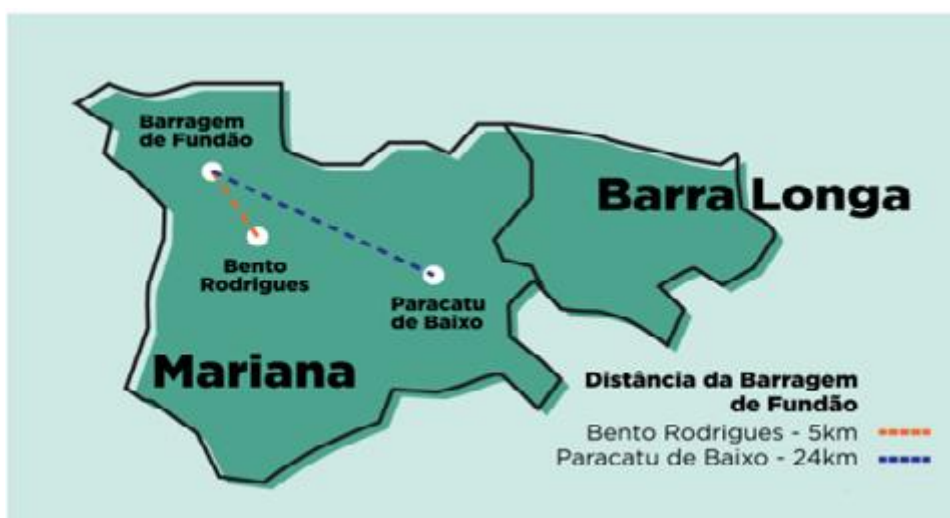 Barragem
de Fundão
Barra Longa
Bento
Rodrigues
Paracatu
de Baixo
Mariana
Distância da Barragem
de Fundão
Bento Rodrigues - 5km
Paracatu de Baixo - 24km